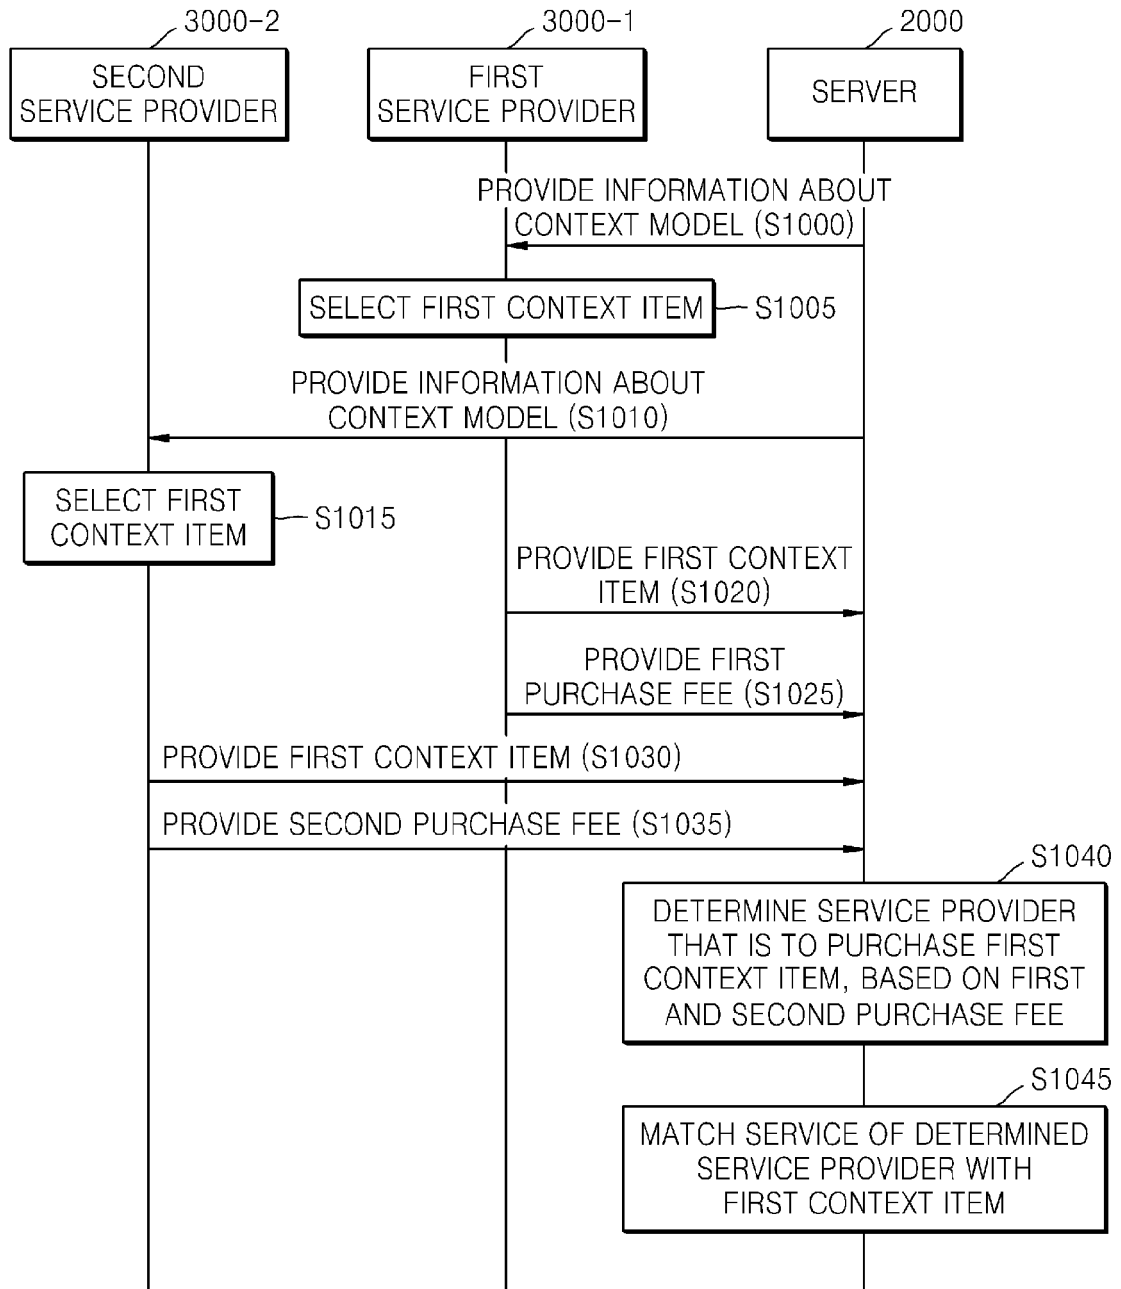 3000-2
3000-1
2000
SECOND
SERVICE PROVIDER
FIRST
SERVICE PROVIDER
SERVER
PROVIDE INFORMATION ABOUT
CONTEXT MODEL (S1000)
SELECT FIRST CONTEXT ITEM
S1005
PROVIDE INFORMATION ABOUT
CONTEXT MODEL (S1010)
SELECT FIRST
CONTEXT ITEM
S1015
PROVIDE FIRST CONTEXT
ITEM (S1020)
PROVIDE FIRST
PURCHASE FEE (S1025)
PROVIDE FIRST CONTEXT ITEM (S1030)
PROVIDE SECOND PURCHASE FEE (S1035)
S1040
DETERMINE SERVICE PROVIDER
THAT IS TO PURCHASE FIRST
CONTEXT ITEM, BASED ON FIRST
AND SECOND PURCHASE FEE
S1045
MATCH SERVICE OF DETERMINED
SERVICE PROVIDER WITH
FIRST CONTEXT ITEM